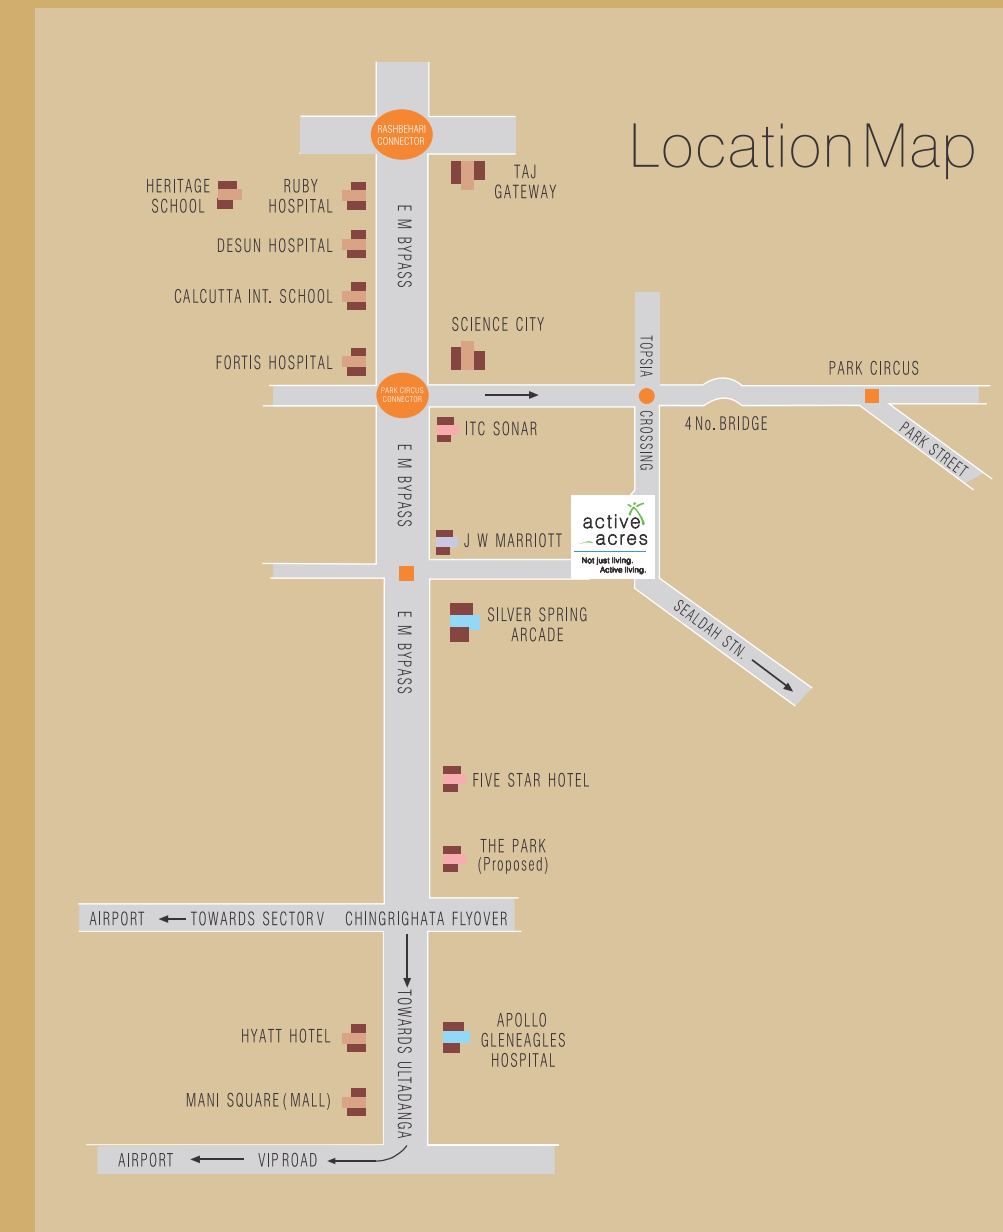 Location Map
RASHBEHARI
CONNECTOR
HERITAGE
SCHOOL
RUBY
HOSPITAL
TAJ
GATEWAY
E M BYPASS
DESUN HOSPITAL
CALCUTTA INT. SCHOOL
SCIENCE CITY
FORTIS HOSPITAL
TOPSIA
CROSSING
PARK CIRCUS
PARK CIRCUS
CONNECTOR
ITC SONAR
4 No. BRIDGE
PARK STREET
E M BYPASS
J W MARRIOTT
active
acres
Not just living.
Active living.
SILVER SPRING
ARCADE
SEALDAH STN.
E M BYPASS
FIVE STAR HOTEL
THE PARK
(Proposed)
AIRPORT
TOWARDS SECTOR V
CHINGRIGHATA FLYOVER
TOWARDS ULTADANGA
HYATT HOTEL
APOLLO
GLENEAGLES
HOSPITAL
MANI SQUARE (MALL)
AIRPORT
VIP ROAD